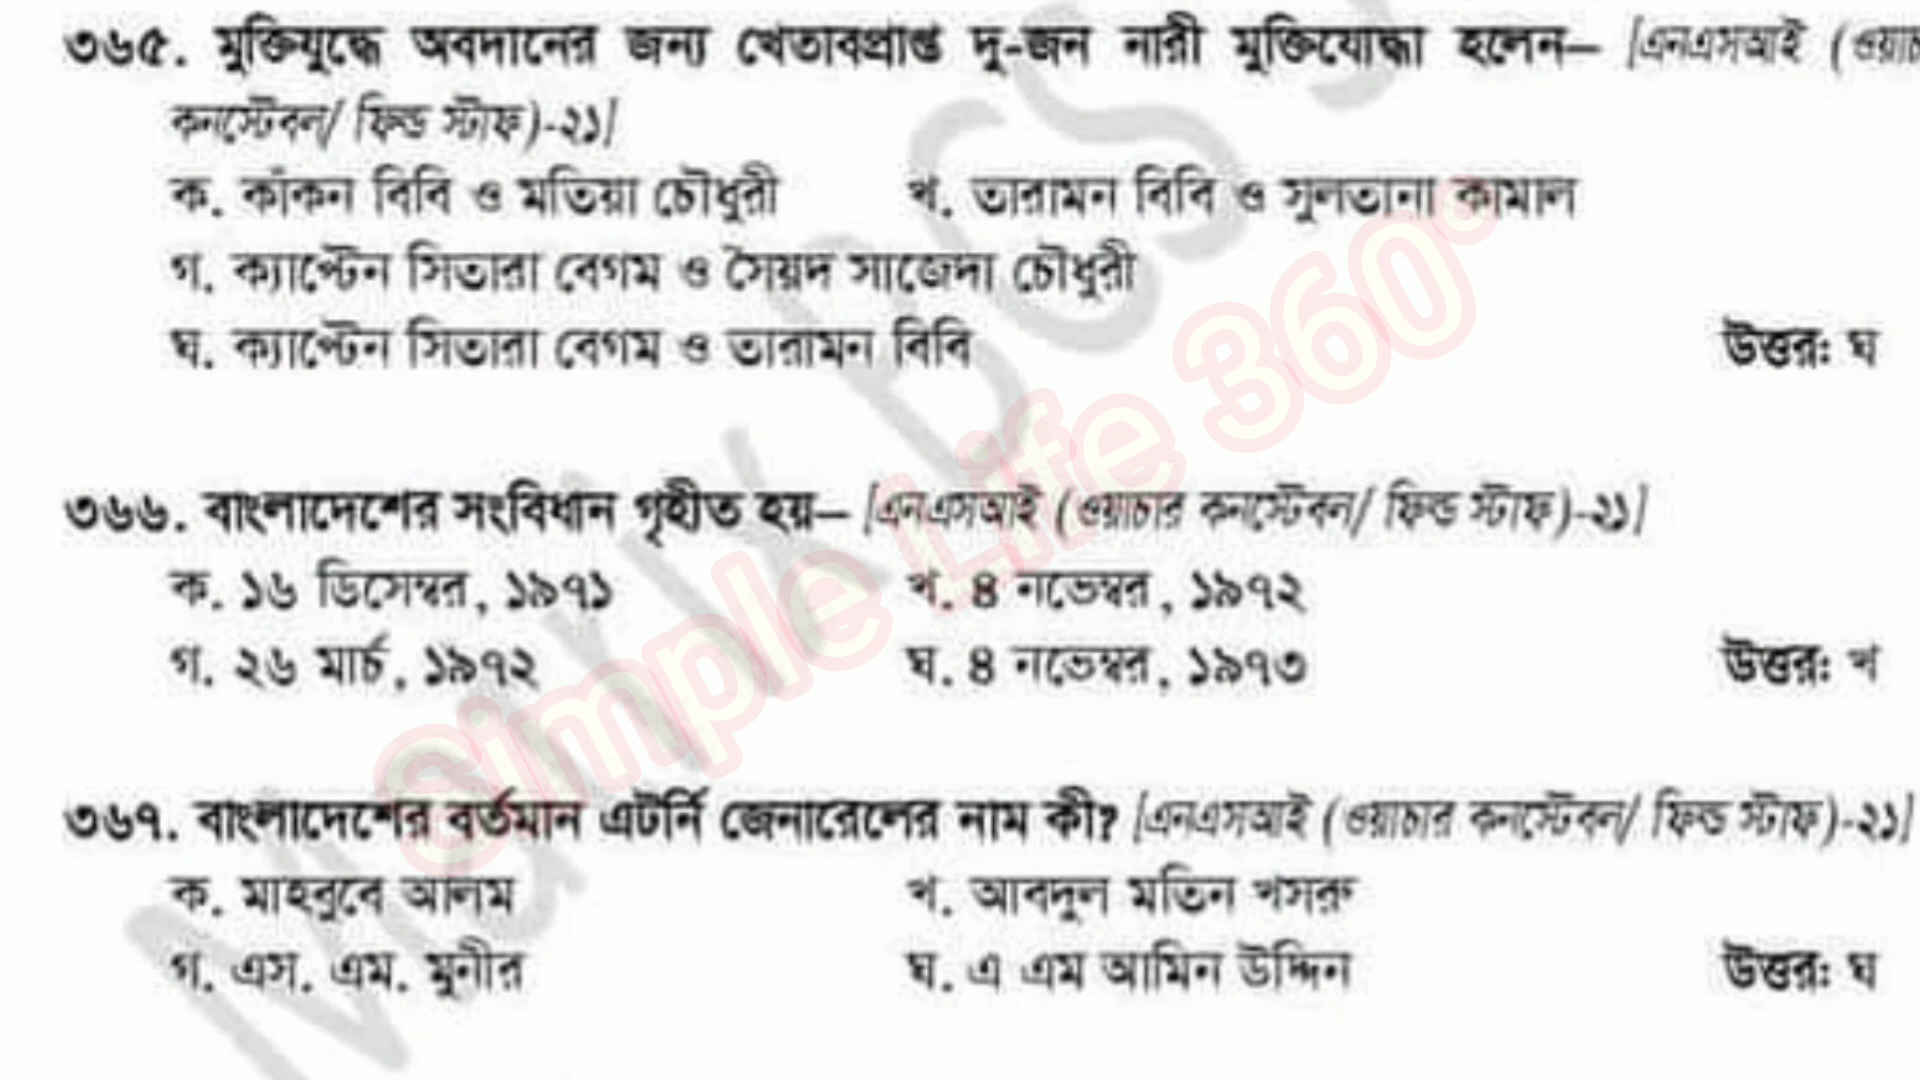 ৩৬৫. মুক্তিযুদ্ধে অবদানের জন্য খেতাবপ্রাপ্ত দু-জন নারী মুক্তিযোদ্ধা হলেন– [এনএসআই (ওয়াচ
কনস্টেবল/ ফিল্ড স্টাফ)-২১]
ক. কাঁকন বিবি ও মতিয়া চৌধুরী খ. তারামন বিবি ও সুলতানা কামাল
গ. ক্যাপ্টেন সিতারা বেগম ও সৈয়দ সাজেদা চৌধুরী
ঘ. ক্যাপ্টেন সিতারা বেগম ও তারামন বিবি উত্তর: ঘ
৩৬৬. বাংলাদেশের সংবিধান গৃহীত হয়– [এনএসআই (ওয়াচার কনস্টেবল/ ফিল্ড স্টাফ)-২১]
ক. ১৬ ডিসেম্বর, ১৯৭১ খ. ৪ নভেম্বর, ১৯৭২
গ. ২৬ মার্চ, ১৯৭২ ঘ. ৪ নভেম্বর, ১৯৭৩ উত্তর: খ
৩৬৭. বাংলাদেশের বর্তমান এটর্নি জেনারেলের নাম কী? [এনএসআই (ওয়াচার কনস্টেবল/ ফিল্ড স্টাফ)-২১]
ক. মাহবুবে আলম খ. আবদুল মতিন খসরু
গ. এস. এম. মুনীর ঘ. এ এম আমিন উদ্দিন উত্তর: ঘ
Simple Life 360°